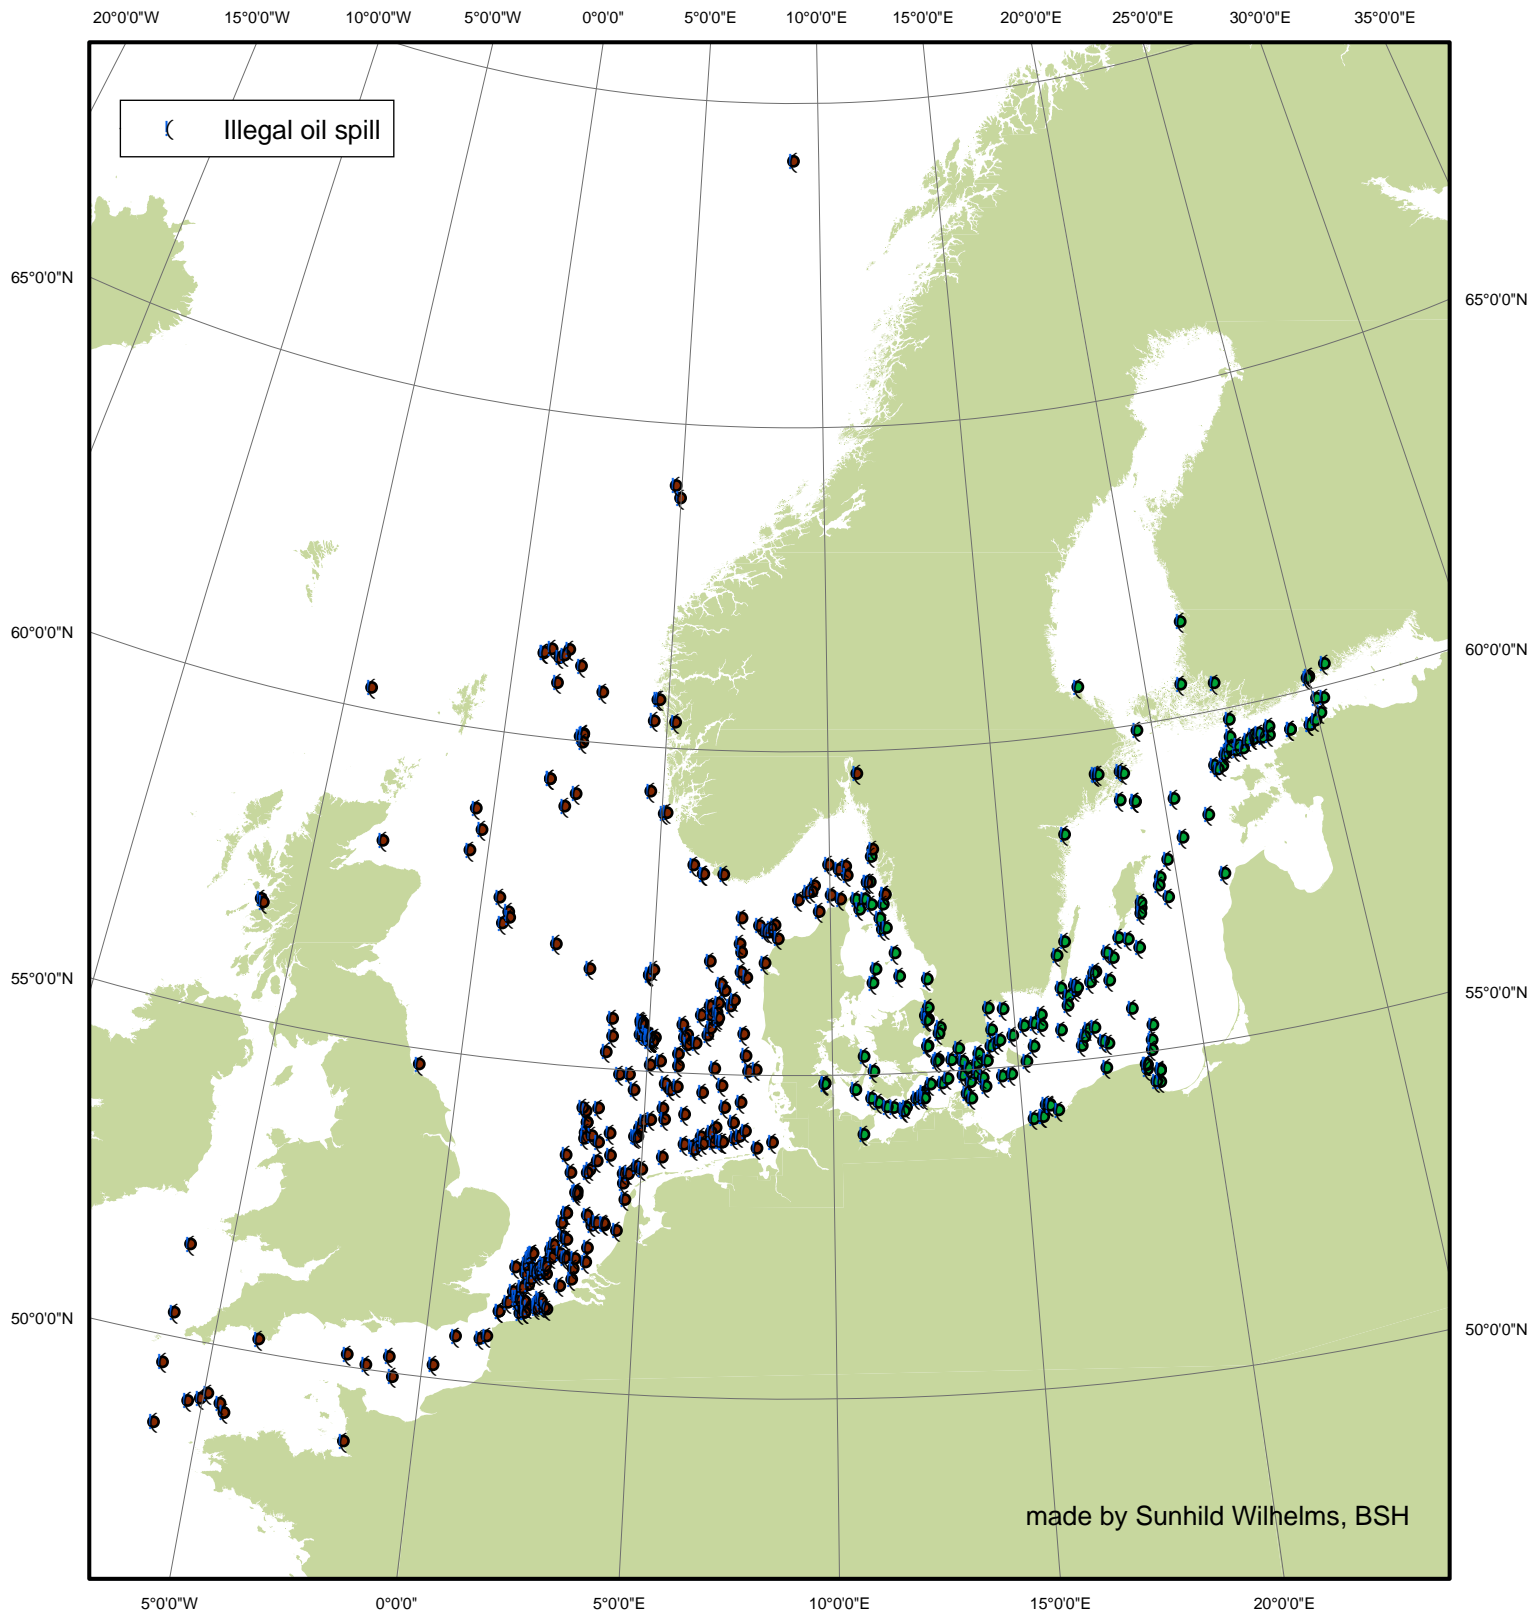 20°0'0"W 15°0'0"W 10°0'0"W 5°0'0"W 0°0'0" 5°0'0"E 10°0'0"E 15°0'0"E 20°0'0"E 25°0'0"E 30°0'0"E 35°0'0"E
Illegal oil spill
65°0'0"N 65°0'0"N
60°0'0"N 60°0'0"N
55°0'0"N 55°0'0"N
50°0'0"N 50°0'0"N
made by Sunhild Wilhelms, BSH
5°0'0"W 0°0'0" 5°0'0"E 10°0'0"E 15°0'0"E 20°0'0"E